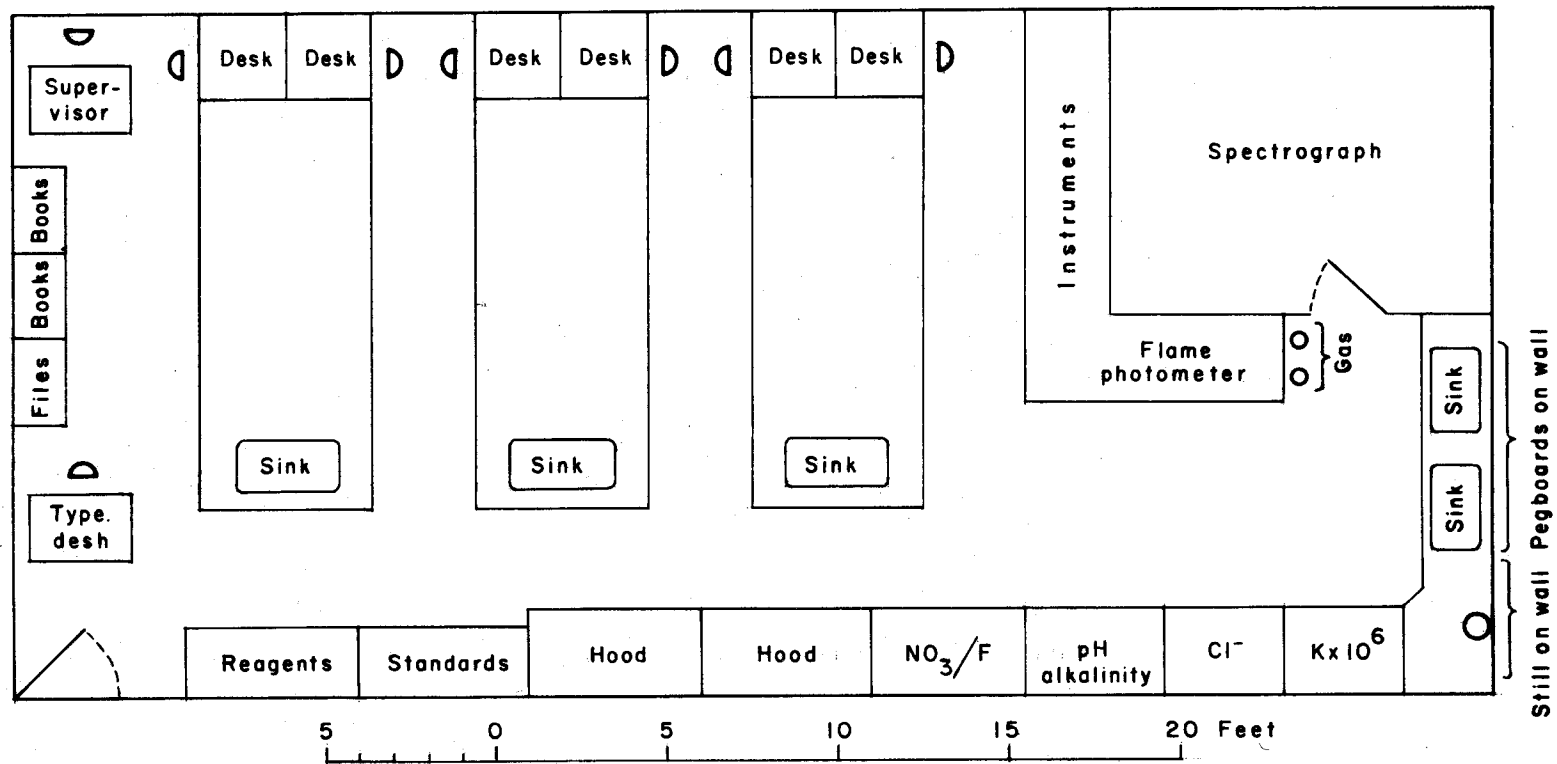 Desk Desk Desk Desk Desk Desk
Super-
visor
Instruments
Spectrograph
Books
Books
Files
Flame
photometer
Gas
Sink
Sink
Pegboards on wall
Sink Sink Sink
Type.
desh
Still on wall
Reagents
Standards
Hood
Hood
NO3/F
pH
alkalinity
Cl⁻
Kx10⁶
5 0 5 10 15 20 Feet